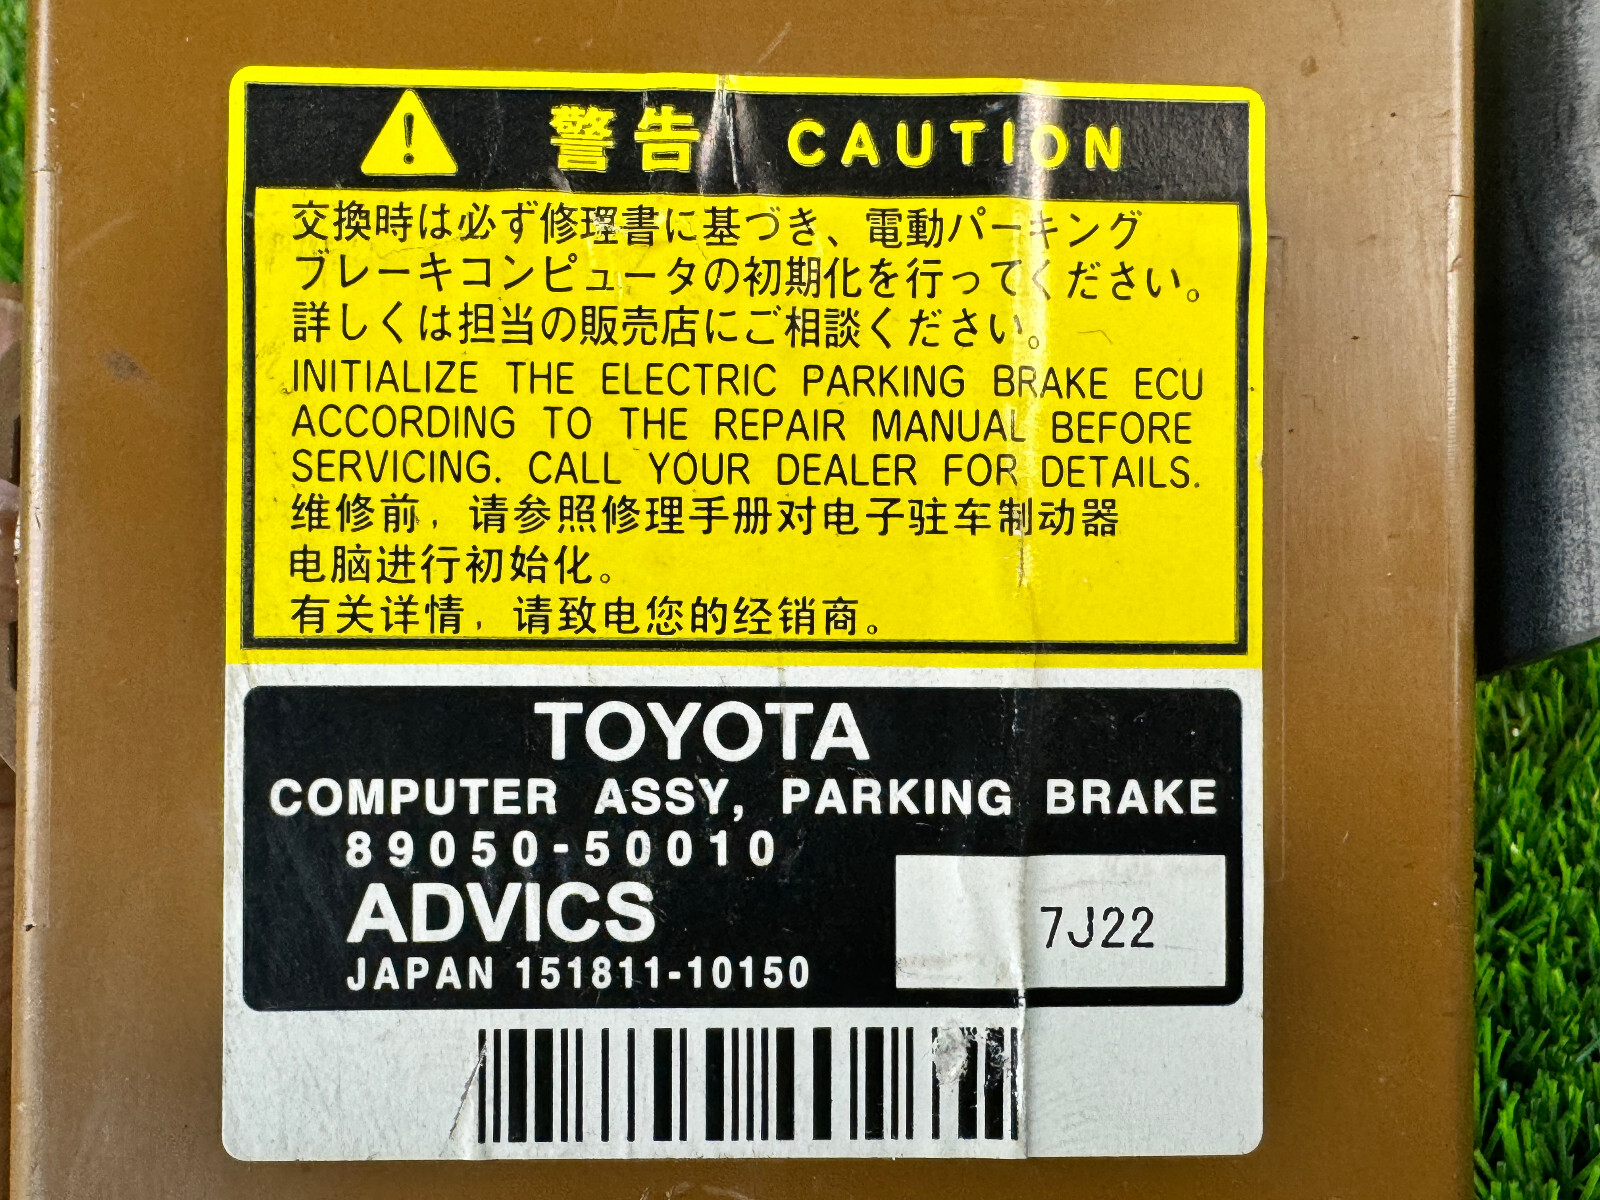 警告 CAUTION
交換時は必ず修理書に基づき、電動パーキング
ブレーキコンピュータの初期化を行ってください。
詳しくは担当の販売店にご相談ください。
INITIALIZE THE ELECTRIC PARKING BRAKE ECU
ACCORDING TO THE REPAIR MANUAL BEFORE
SERVICING. CALL YOUR DEALER FOR DETAILS.
维修前，请参照修理手册对电子驻车制动器
电脑进行初始化。
有关详情，请致电您的经销商。
TOYOTA
COMPUTER ASSY, PARKING BRAKE
89050-50010
ADVICS
7J22
JAPAN 151811-10150